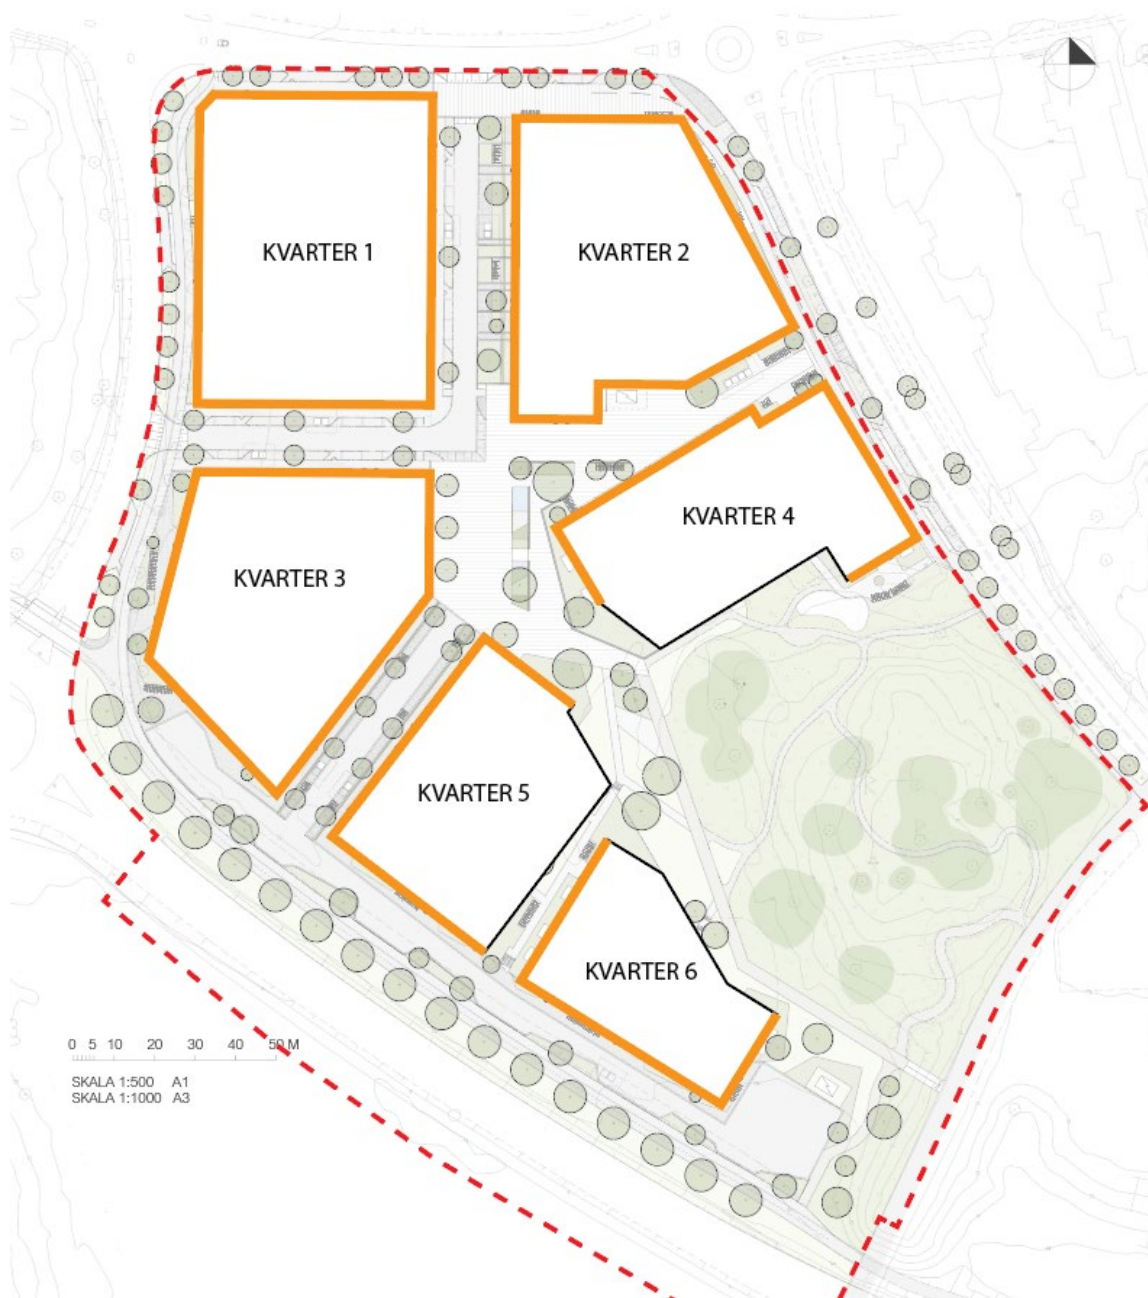 KVARTER 1
KVARTER 2
KVARTER 4
KVARTER 3
KVARTER 5
KVARTER 6
0 5 10 20 30 40 50 M
SKALA 1:500 A1
SKALA 1:1000 A3